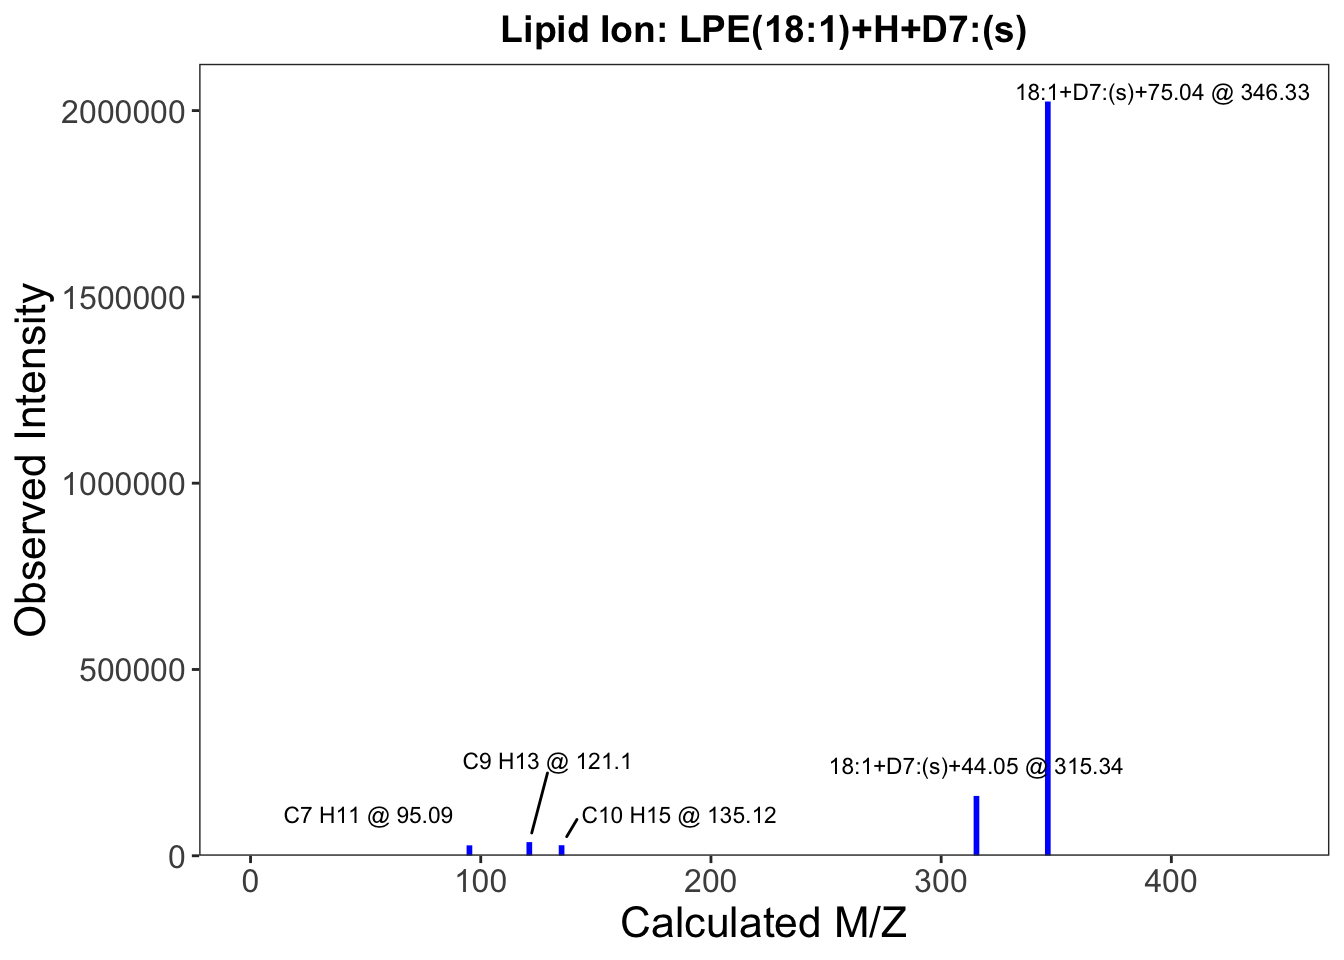 Lipid Ion: LPE(18:1)+H+D7:(s)
18:1+D7:(s)+75.04 @ 346.33
2000000
1500000
1000000
500000
0
Observed Intensity
C9 H13 @ 121.1
18:1+D7:(s)+44.05 @ 315.34
C7 H11 @ 95.09
C10 H15 @ 135.12
0 100 200 300 400
Calculated M/Z